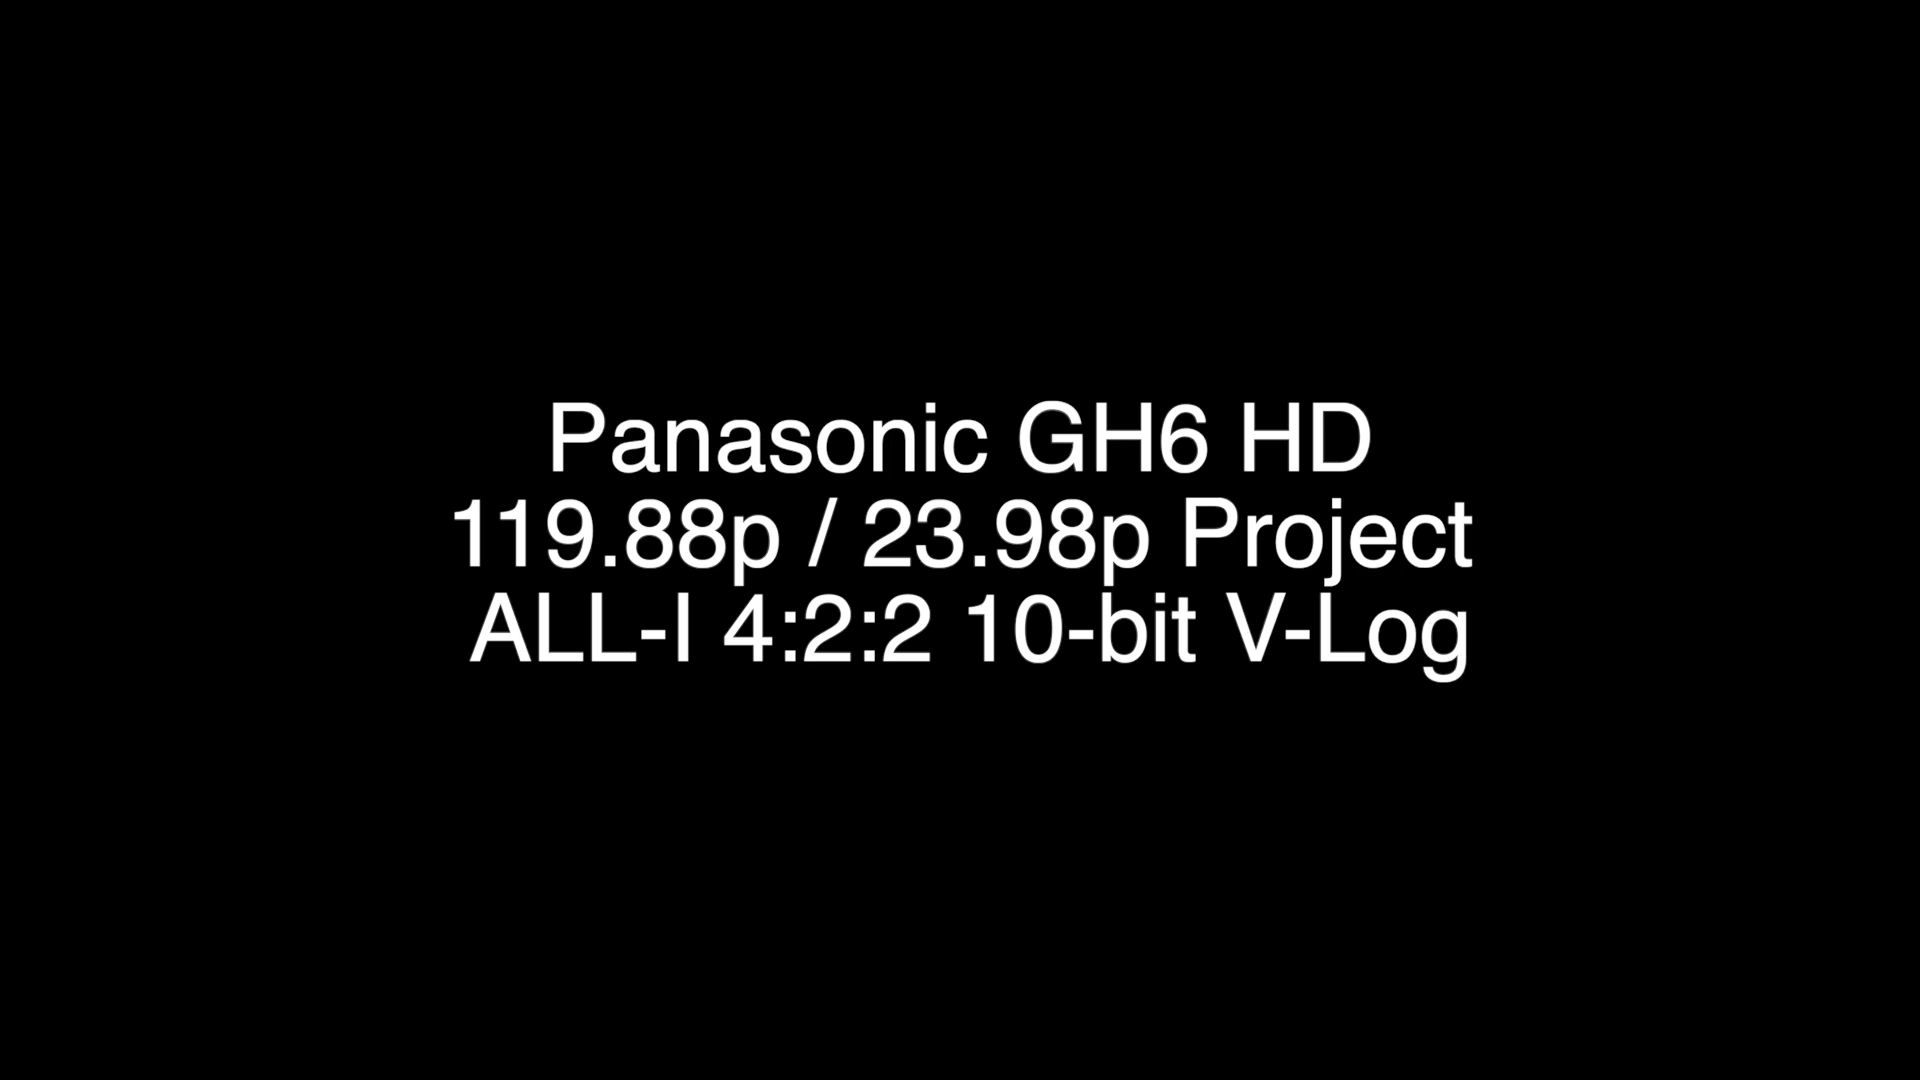 Panasonic GH6 HD
119.88p / 23.98p Project
ALL-I 4:2:2 10-bit V-Log